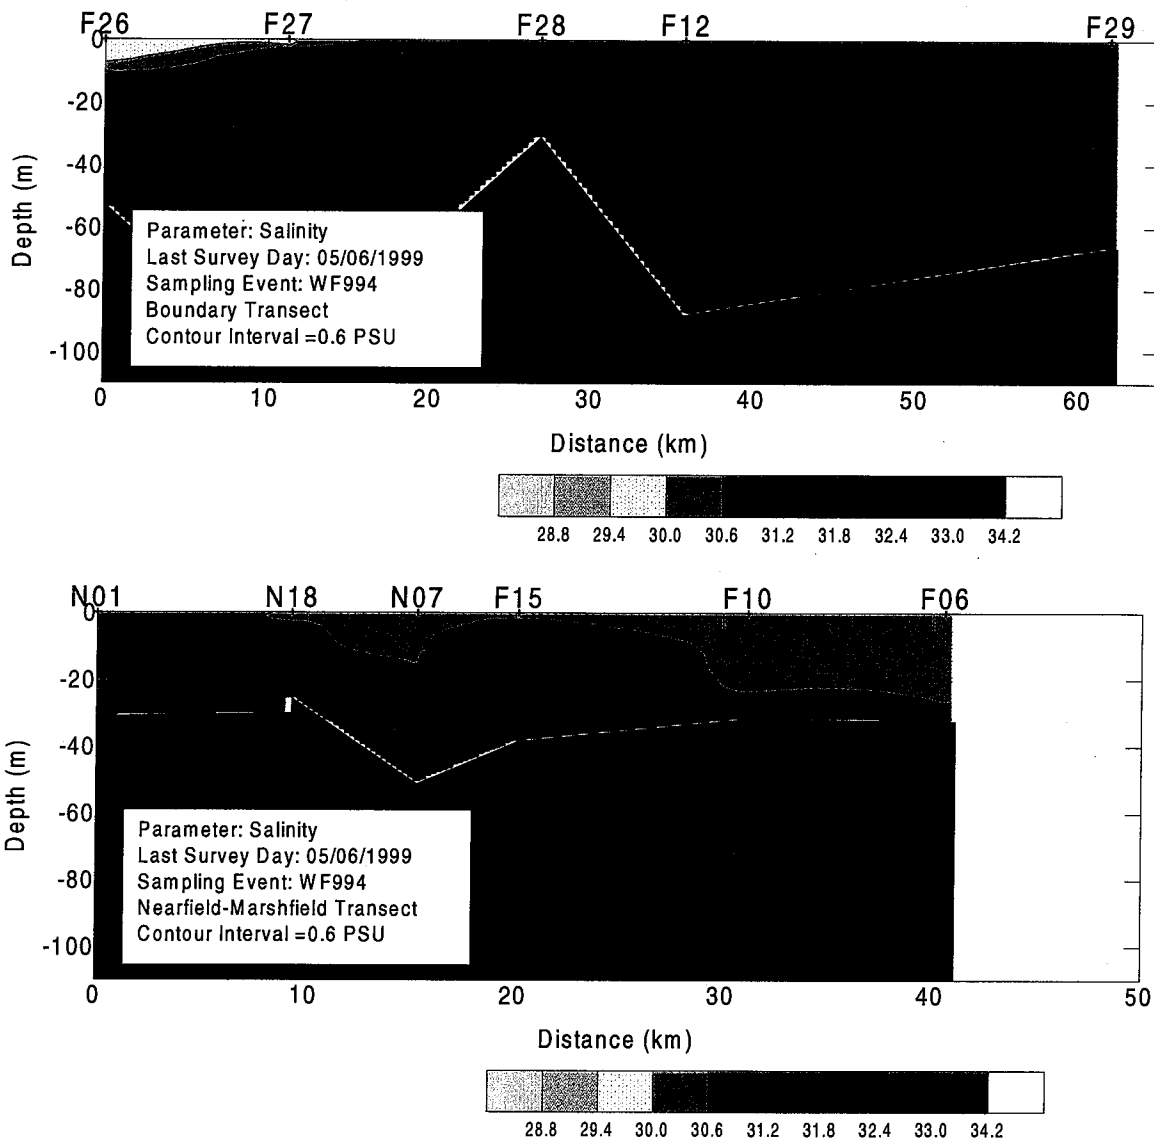 F26 F27 F28 F12 F29
0
-20
-40
-60
-80
-100
Depth (m)
Parameter: Salinity
Last Survey Day: 05/06/1999
Sampling Event: WF994
Boundary Transect
Contour Interval =0.6 PSU
0 10 20 30 40 50 60
Distance (km)
28.8 29.4 30.0 30.6 31.2 31.8 32.4 33.0 34.2
N01 N18 N07 F15 F10 F06
0
-20
-40
-60
-80
-100
Depth (m)
Parameter: Salinity
Last Survey Day: 05/06/1999
Sampling Event: WF994
Nearfield-Marshfield Transect
Contour Interval =0.6 PSU
0 10 20 30 40 50
Distance (km)
28.8 29.4 30.0 30.6 31.2 31.8 32.4 33.0 34.2